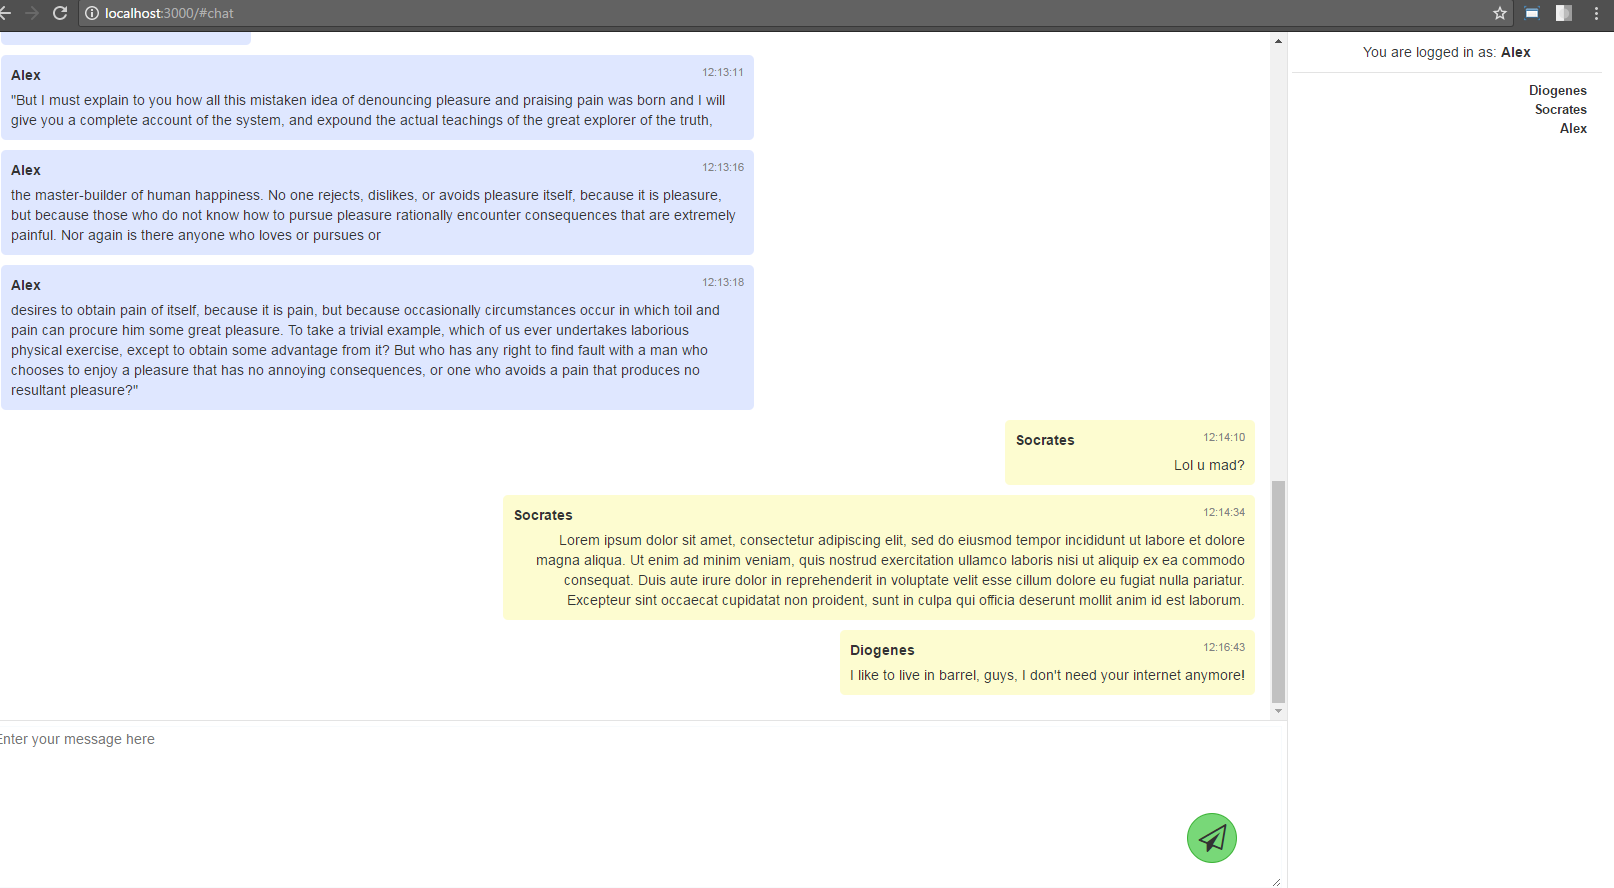 localhost:3000/#chat
You are logged in as: Alex
Diogenes
Socrates
Alex
Alex 12:13:11
"But I must explain to you how all this mistaken idea of denouncing pleasure and praising pain was born and I will
give you a complete account of the system, and expound the actual teachings of the great explorer of the truth,
Alex 12:13:16
the master-builder of human happiness. No one rejects, dislikes, or avoids pleasure itself, because it is pleasure,
but because those who do not know how to pursue pleasure rationally encounter consequences that are extremely
painful. Nor again is there anyone who loves or pursues or
Alex 12:13:18
desires to obtain pain of itself, because it is pain, but because occasionally circumstances occur in which toil and
pain can procure him some great pleasure. To take a trivial example, which of us ever undertakes laborious
physical exercise, except to obtain some advantage from it? But who has any right to find fault with a man who
chooses to enjoy a pleasure that has no annoying consequences, or one who avoids a pain that produces no
resultant pleasure?"
Socrates 12:14:10
Lol u mad?
Socrates 12:14:34
Lorem ipsum dolor sit amet, consectetur adipiscing elit, sed do eiusmod tempor incididunt ut labore et dolore
magna aliqua. Ut enim ad minim veniam, quis nostrud exercitation ullamco laboris nisi ut aliquip ex ea commodo
consequat. Duis aute irure dolor in reprehenderit in voluptate velit esse cillum dolore eu fugiat nulla pariatur.
Excepteur sint occaecat cupidatat non proident, sunt in culpa qui officia deserunt mollit anim id est laborum.
Diogenes 12:16:43
I like to live in barrel, guys, I don't need your internet anymore!
Enter your message here